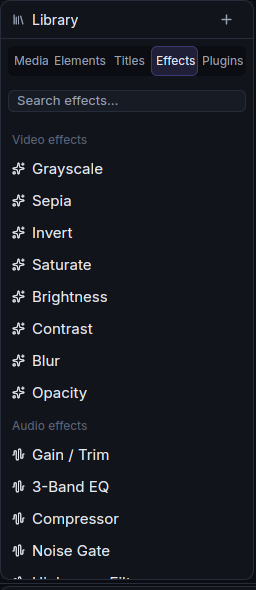 Library
Media Elements Titles Effects Plugins
Search effects...
Video effects
Grayscale
Sepia
Invert
Saturate
Brightness
Contrast
Blur
Opacity
Audio effects
Gain / Trim
3-Band EQ
Compressor
Noise Gate